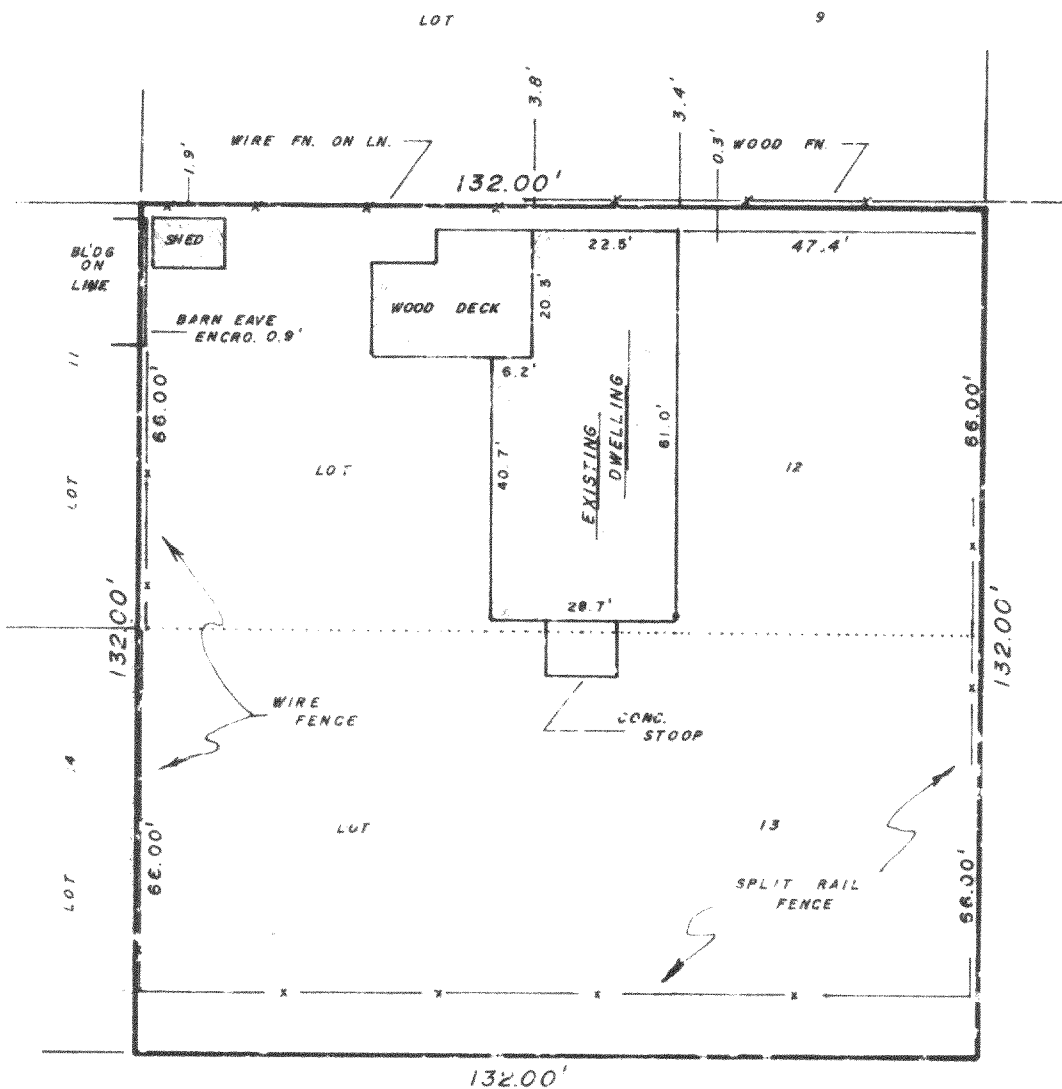 LOT 9
3.8'
3.4'
WIRE FN. ON LN.
1.9'
0.3'
WOOD FN.
132.00'
SHED
BL'DG
ON
LINE
22.5'
47.4'
WOOD DECK
20.3'
BARN EAVE
ENCRO. 0.9'
6.2'
LOT 11
66.00'
66.00'
EXISTING
DWELLING
61.0'
40.7'
LOT 12
28.7'
132.00'
132.00'
WIRE
FENCE
CONC.
STOOP
LOT
LOT 13
66.00'
66.00'
SPLIT RAIL
FENCE
132.00'